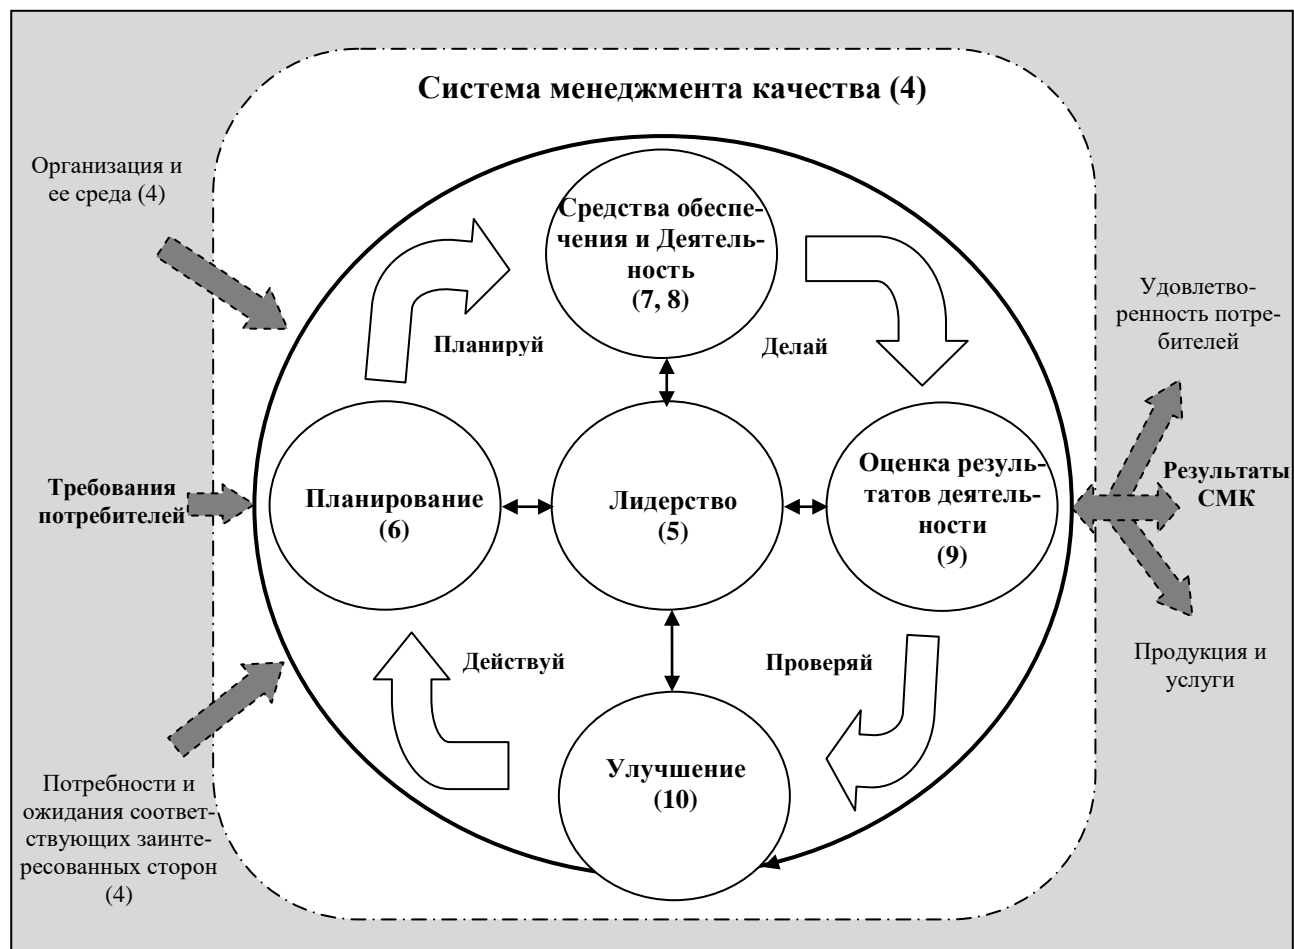 Система менеджмента качества (4)
Организация и
ее среда (4)
Средства обеспе-
чения и Деятель-
ность
(7, 8)
Планируй
Делай
Удовлетво-
ренность потре-
бителей
Требования
потребителей
Планирование
(6)
Лидерство
(5)
Оценка резуль-
татов деятель-
ности
(9)
Результаты
СМК
Действуй
Проверяй
Продукция и
услуги
Улучшение
(10)
Потребности и
ожидания соответ-
ствующих заинте-
ресованных сторон
(4)